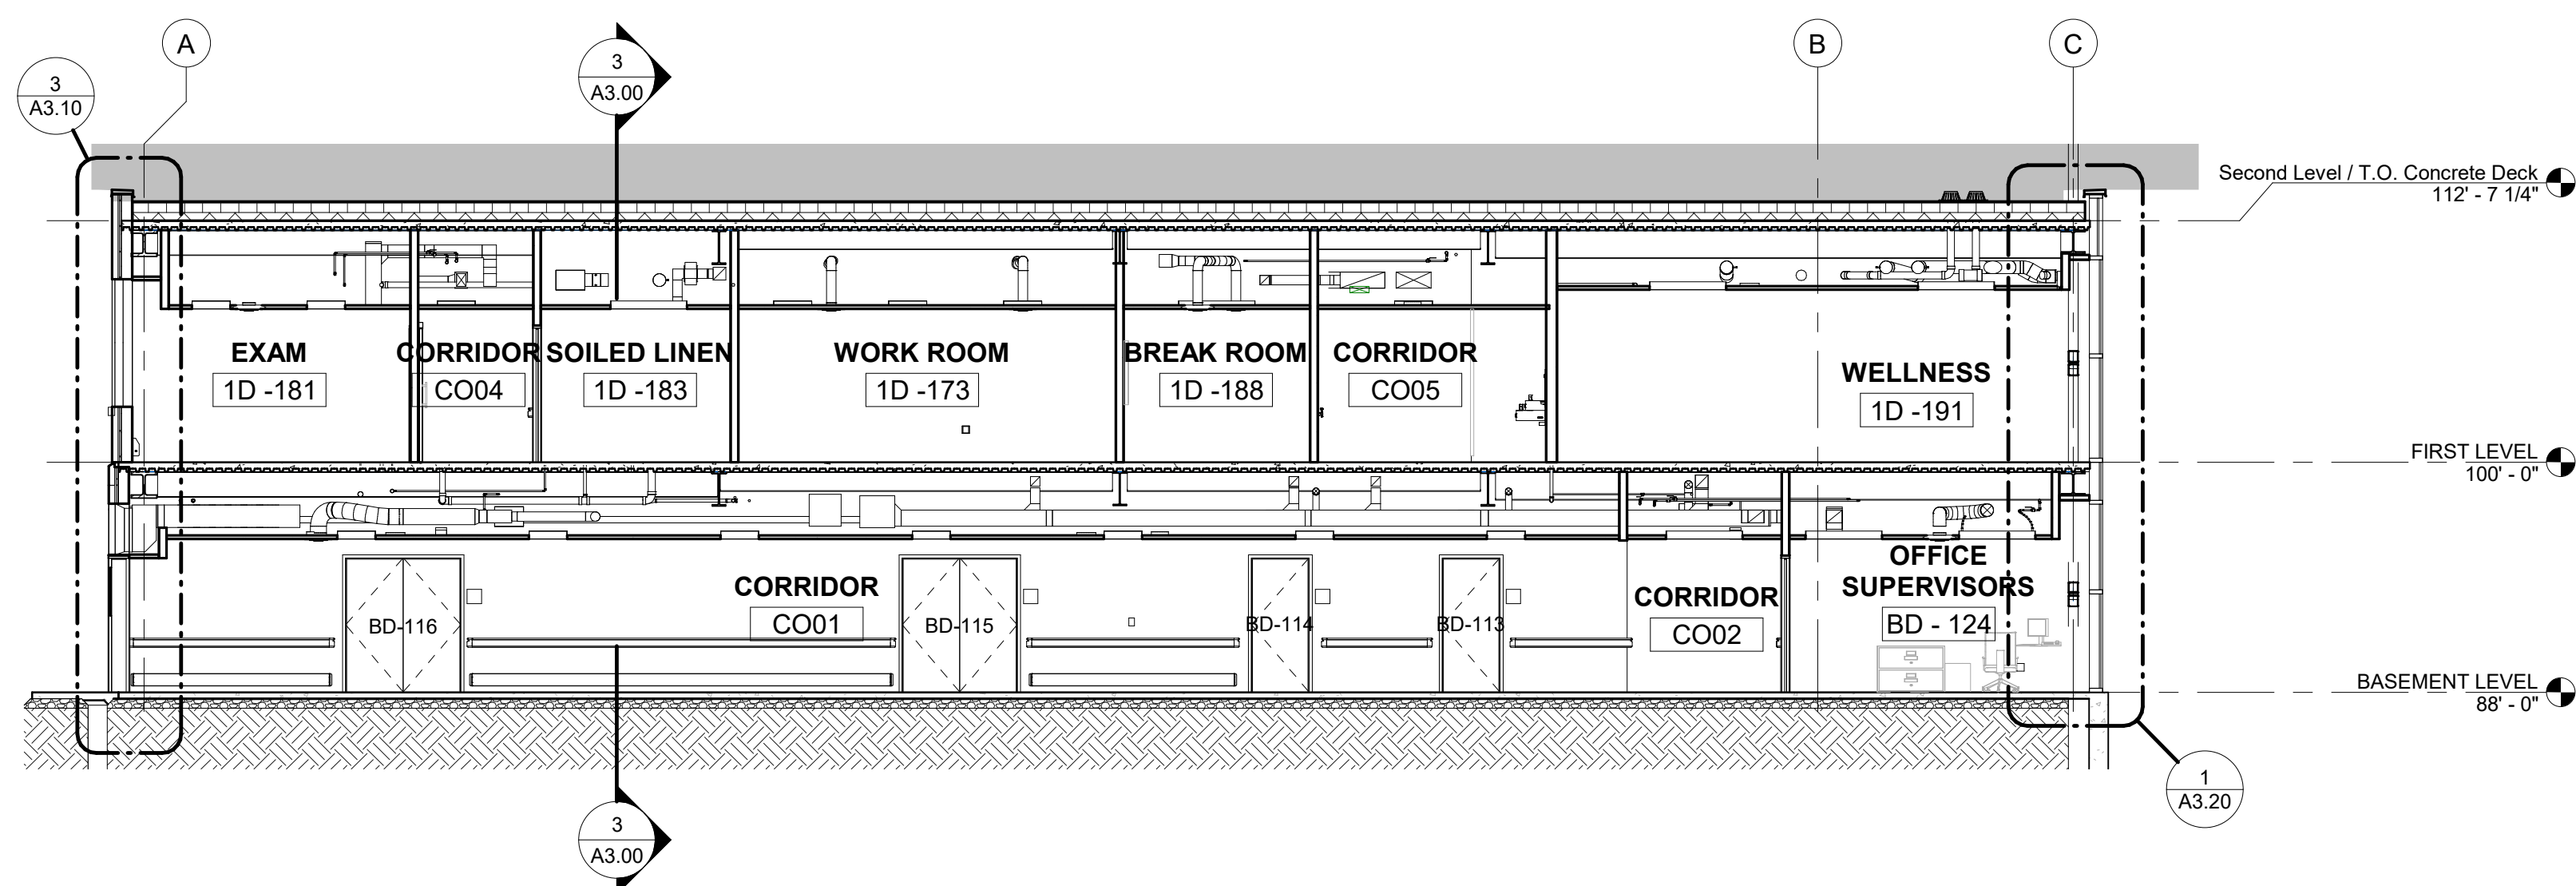 A
B
C
3
A3.10
3
A3.00
Second Level / T.O. Concrete Deck
112' - 7 1/4"
EXAM
1D -181
CORRIDOR
CO04
SOILED LINEN
1D -183
WORK ROOM
1D -173
BREAK ROOM
1D -188
CORRIDOR
CO05
WELLNESS
1D -191
FIRST LEVEL
100' - 0"
BD-116
CORRIDOR
CO01
BD-115
BD-114
BD-113
CORRIDOR
CO02
OFFICE
SUPERVISORS
BD - 124
BASEMENT LEVEL
88' - 0"
3
A3.00
1
A3.20